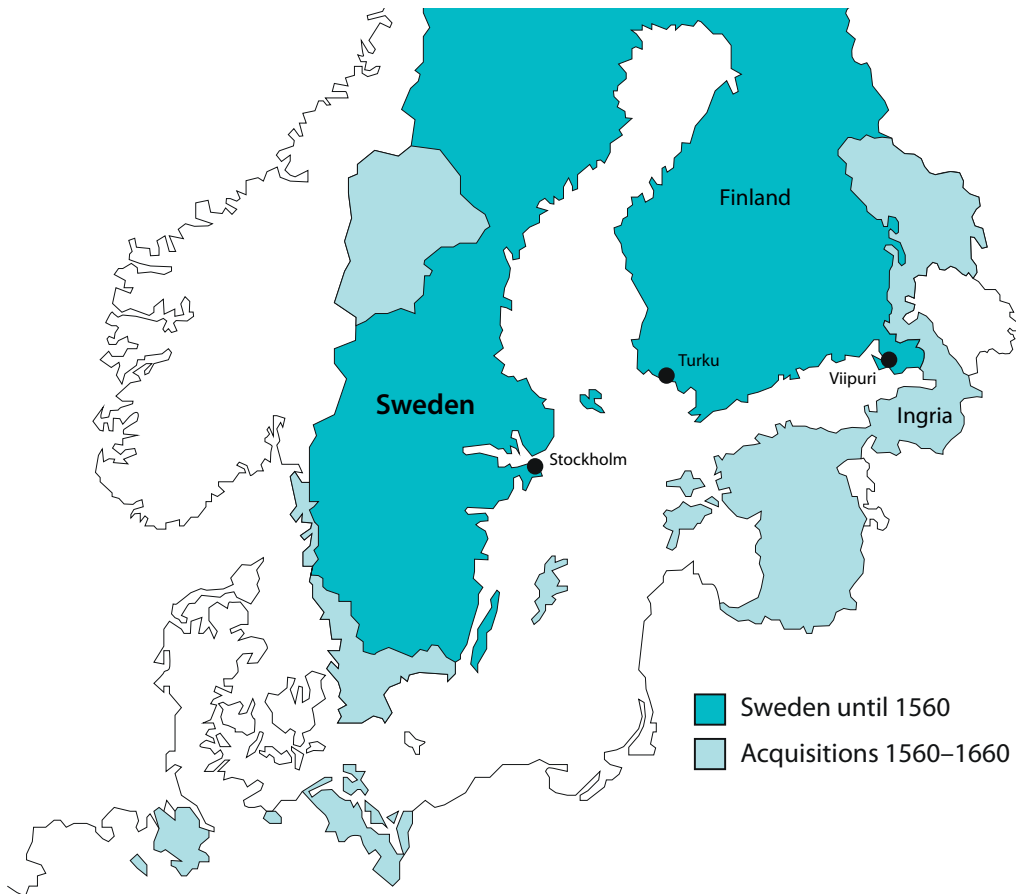 Finland
Turku
Viipuri
Sweden
Ingria
Stockholm
Sweden until 1560
Acquisitions 1560–1660